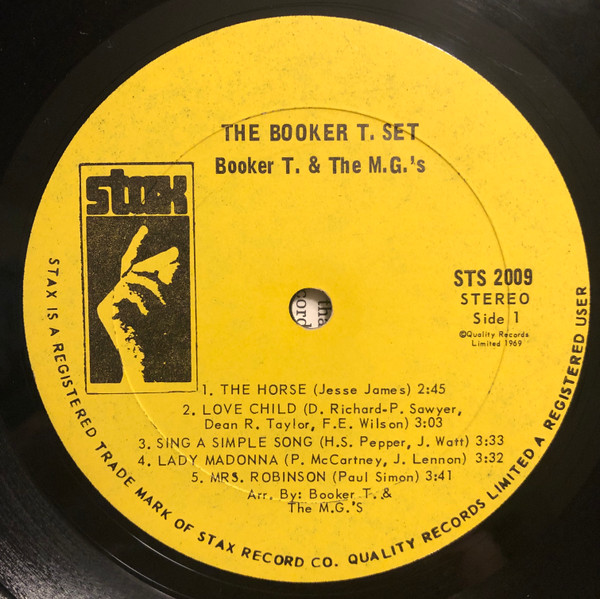 THE BOOKER T. SET
Booker T. & The M.G.'s
stax
STS 2009
STEREO
Side 1
©Quality Records
Limited 1969
1. THE HORSE (Jesse James) 2:45
2. LOVE CHILD (D. Richard-P. Sawyer,
Dean R. Taylor, F.E. Wilson) 3:03
3. SING A SIMPLE SONG (H.S. Pepper, J. Watt) 3:33
4. LADY MADONNA (P. McCartney, J. Lennon) 3:32
5. MRS. ROBINSON (Paul Simon) 3:41
Arr. By: Booker T. &
The M.G.'S
STAX IS A REGISTERED TRADE MARK OF STAX RECORD CO. QUALITY RECORDS LIMITED A REGISTERED USER